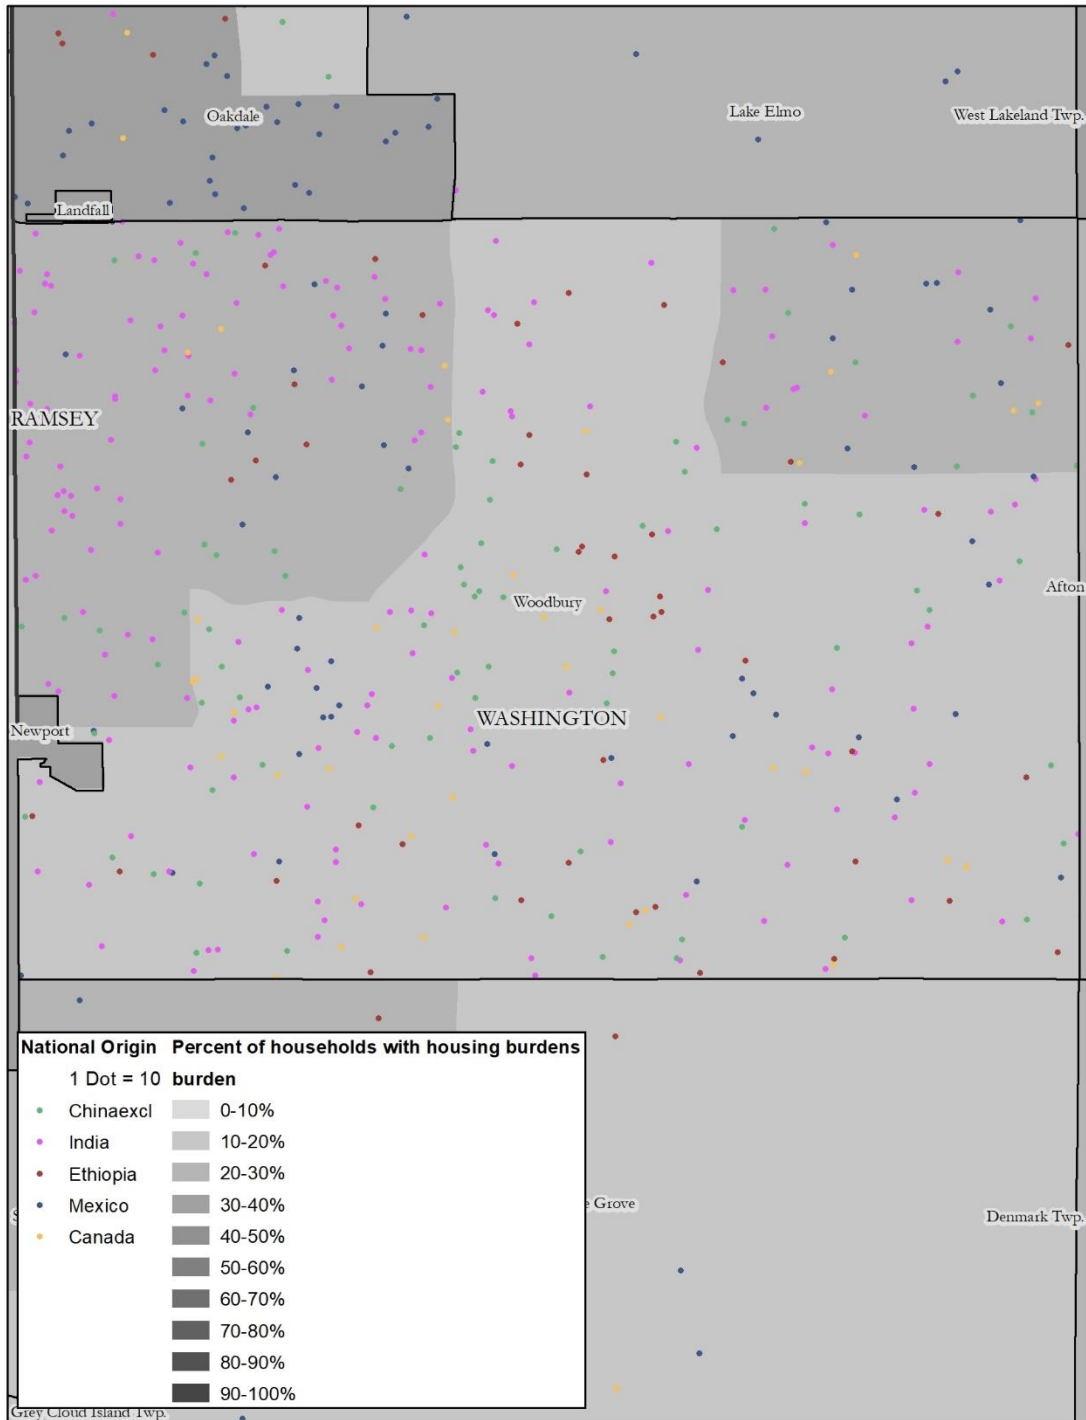 Oakdale
Lake Elmo
West Lakeland Twp.
Landfall
RAMSEY
Afton
Woodbury
WASHINGTON
Newport
National Origin Percent of households with housing burdens
1 Dot = 10 burden
Chinaexcl 0-10%
India 10-20%
Ethiopia 20-30%
Mexico 30-40%
Canada 40-50%
50-60%
60-70%
70-80%
80-90%
90-100%
S
e Grove
Denmark Twp.
Grey Cloud Island Twp.